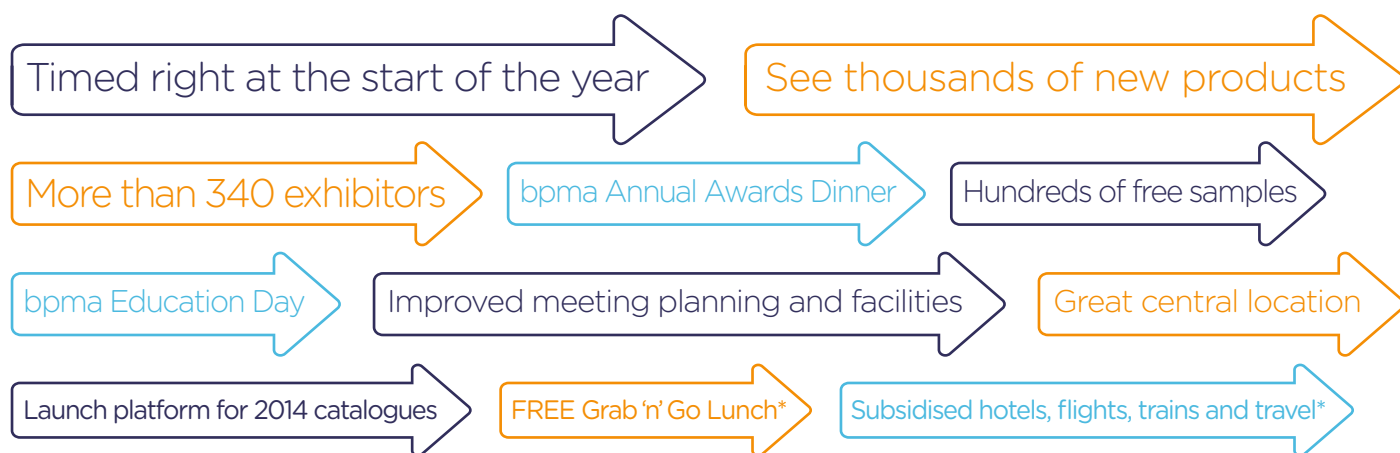 Timed right at the start of the year
See thousands of new products
More than 340 exhibitors
bpma Annual Awards Dinner
Hundreds of free samples
bpma Education Day
Improved meeting planning and facilities
Great central location
Launch platform for 2014 catalogues
FREE Grab 'n' Go Lunch*
Subsidised hotels, flights, trains and travel*